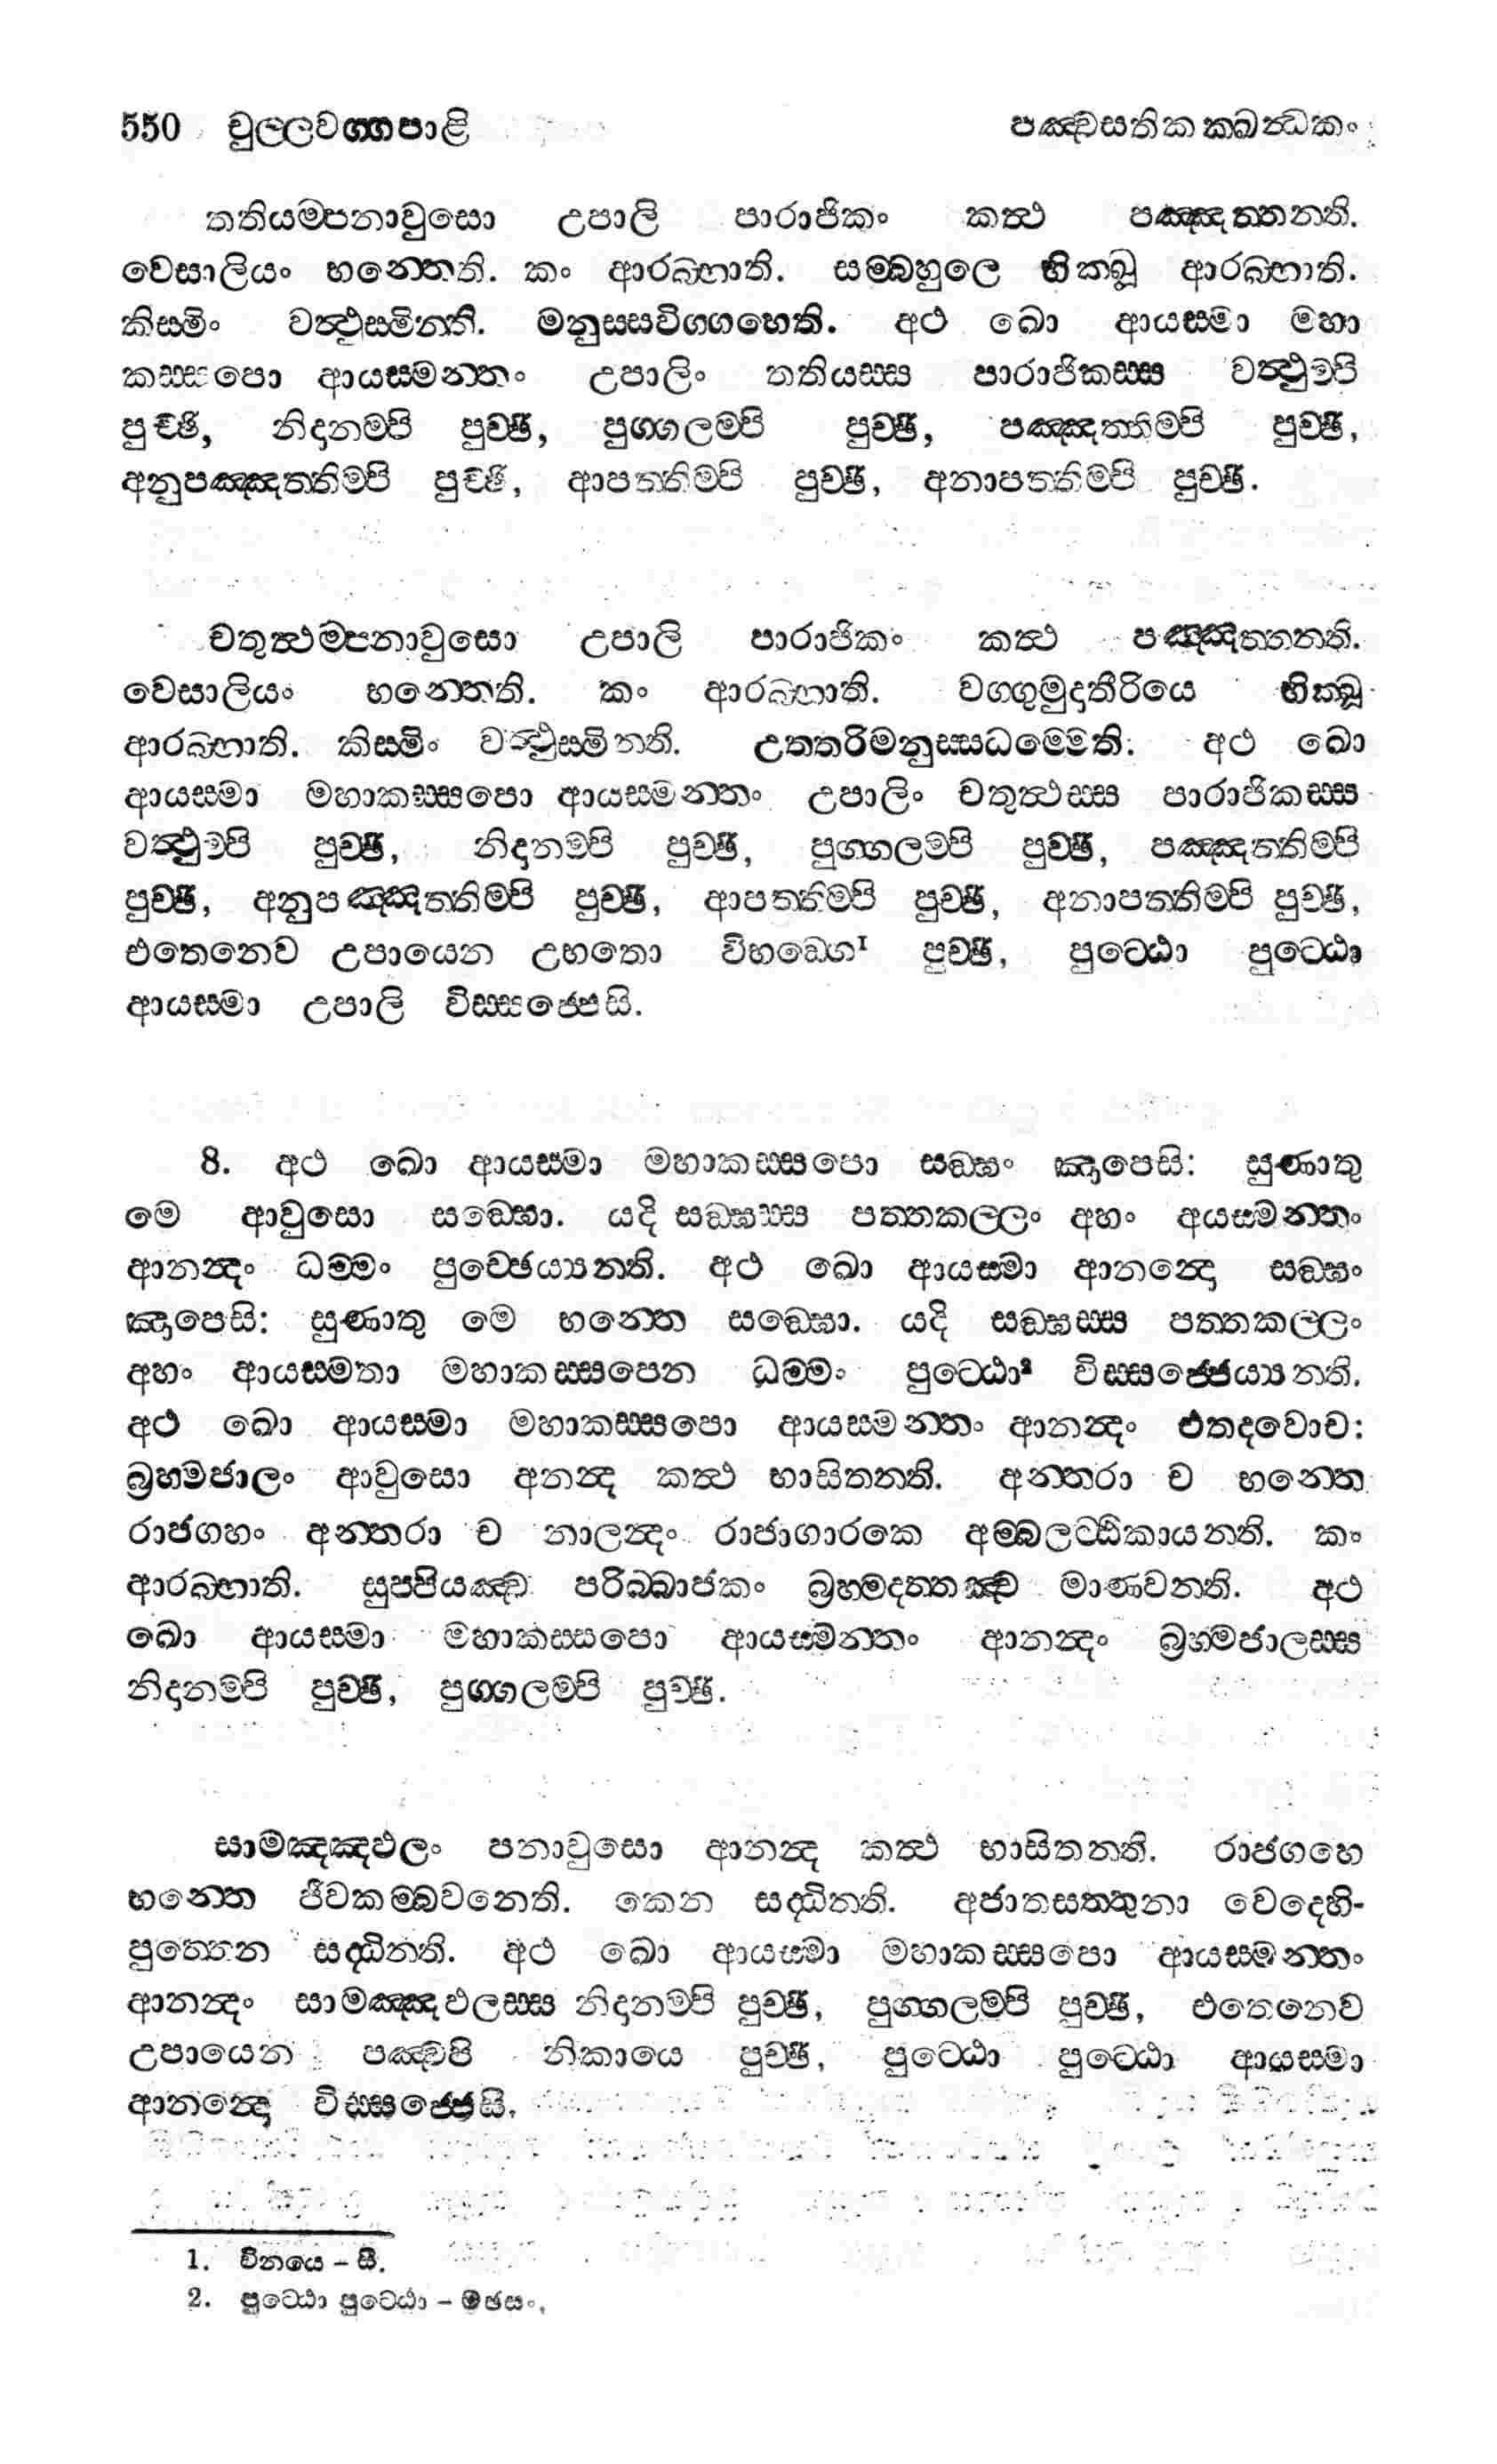 550 චුල්ලවග්ගපාළි පඤ්චසතිකක්ඛන්ධකං
තතියම්පනාවුසො උපාලි පාරාජිකං කත්ථ පඤ්ඤත්තන්ති.
වෙසාලියං භන්තෙති. කං ආරබ්භාති. සම්බහුලෙ භික්ඛූ ආරබ්භාති.
කිස්මිං වත්ථුස්මින්ති. මනුස්සවිග්ගහෙති. අථ ඛො ආයස්මා මහා
කස්සපො ආයස්මන්තං උපාලිං තතියස්ස පාරාජිකස්ස වත්ථුම්පි
පුච්ඡි, නිදානම්පි පුච්ඡි, පුග්ගලම්පි පුච්ඡි, පඤ්ඤත්තිම්පි පුච්ඡි,
අනුපඤ්ඤත්තිම්පි පුච්ඡි, ආපත්තිම්පි පුච්ඡි, අනාපත්තිම්පි පුච්ඡි.
චතුත්ථම්පනාවුසො උපාලි පාරාජිකං කත්ථ පඤ්ඤත්තන්ති.
වෙසාලියං භන්තෙති. කං ආරබ්භාති. වග්ගුමුදාතීරියෙ භික්ඛූ
ආරබ්භාති. කිස්මිං වත්ථුස්මින්ති. උත්තරිමනුස්සධම්මෙති: අථ ඛො
ආයස්මා මහාකස්සපො ආයස්මන්තං උපාලිං චතුත්ථස්ස පාරාජිකස්ස
වත්ථුම්පි පුච්ඡි, නිදානම්පි පුච්ඡි, පුග්ගලම්පි පුච්ඡි, පඤ්ඤත්තිම්පි
පුච්ඡි, අනුපඤ්ඤත්තිම්පි පුච්ඡි, ආපත්තිම්පි පුච්ඡි, අනාපත්තිම්පි පුච්ඡි,
එතෙනෙව උපායෙන උභතො විභඞ්ගෙ¹ පුච්ඡි, පුට්ඨො පුට්ඨො
ආයස්මා උපාලි විස්සජ්ජෙසි.
8. අථ ඛො ආයස්මා මහාකස්සපො සඞ්ඝං ඤාපෙසි: සුණාතු
මෙ ආවුසො සඞ්ඝො. යදි සඞ්ඝස්ස පත්තකල්ලං අහං අයස්මන්තං
ආනන්දං ධම්මං පුච්ඡෙය්‍යන්ති. අථ ඛො ආයස්මා ආනන්දො සඞ්ඝං
ඤාපෙසි: සුණාතු මෙ භන්තෙ සඞ්ඝො. යදි සඞ්ඝස්ස පත්තකල්ලං
අහං ආයස්මතා මහාකස්සපෙන ධම්මං පුට්ඨො² විස්සජ්ජෙය්‍යන්ති.
අථ ඛො ආයස්මා මහාකස්සපො ආයස්මන්තං ආනන්දං එතදවොච:
බ්‍රහ්මජාලං ආවුසො අනන්ද කත්ථ භාසිතන්ති. අන්තරා ච භන්තෙ
රාජගහං අන්තරා ච නාලන්දං රාජාගාරකෙ අම්බලට්ඨිකායන්ති. කං
ආරබ්භාති. සුප්පියඤ්ච පරිබ්බාජකං බ්‍රහ්මදත්තඤ්ච මාණවන්ති. අථ
ඛො ආයස්මා මහාකස්සපො ආයස්මන්තං ආනන්දං බ්‍රහ්මජාලස්ස
නිදානම්පි පුච්ඡි, පුග්ගලම්පි පුච්ඡි.
සාමඤ්ඤඵලං පනාවුසො ආනන්ද කත්ථ භාසිතන්ති. රාජගහෙ
භන්තෙ ජීවකම්බවනෙති. කෙන සද්ධින්ති. අජාතසත්තුනා වෙදෙහි-
පුත්තෙන සද්ධින්ති. අථ ඛො ආයස්මා මහාකස්සපො ආයස්මන්තං
ආනන්දං සාමඤ්ඤඵලස්ස නිදානම්පි පුච්ඡි, පුග්ගලම්පි පුච්ඡි, එතෙනෙව
උපායෙන පඤ්චපි නිකායෙ පුච්ඡි, පුට්ඨො පුට්ඨො ආයස්මා
ආනන්දො විස්සජ්ජෙසි.
1. විනයෙ – සී.
2. පුට්ඨො පුට්ඨො – මඡසං,